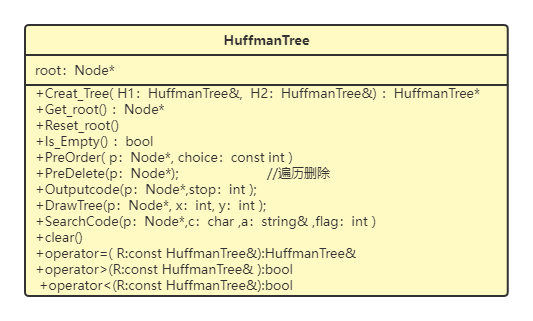 HuffmanTree
root：Node*
+Creat_Tree( H1：HuffmanTree&,  H2：HuffmanTree&)：HuffmanTree*
+Get_root()：Node*
+Reset_root()
+Is_Empty()：bool
+PreOrder( p：Node*, choice：const int )
+PreDelete(p：Node*);                    //遍历删除
+Outputcode(p：Node*,stop：int );
+DrawTree(p：Node*, x：int, y：int );
+SearchCode(p：Node*,c：char ,a：string& ,flag：int )
+clear()
+operator=( R:const HuffmanTree&):HuffmanTree&
+operator>(R:const HuffmanTree& ):bool
+operator<(R:const HuffmanTree&):bool